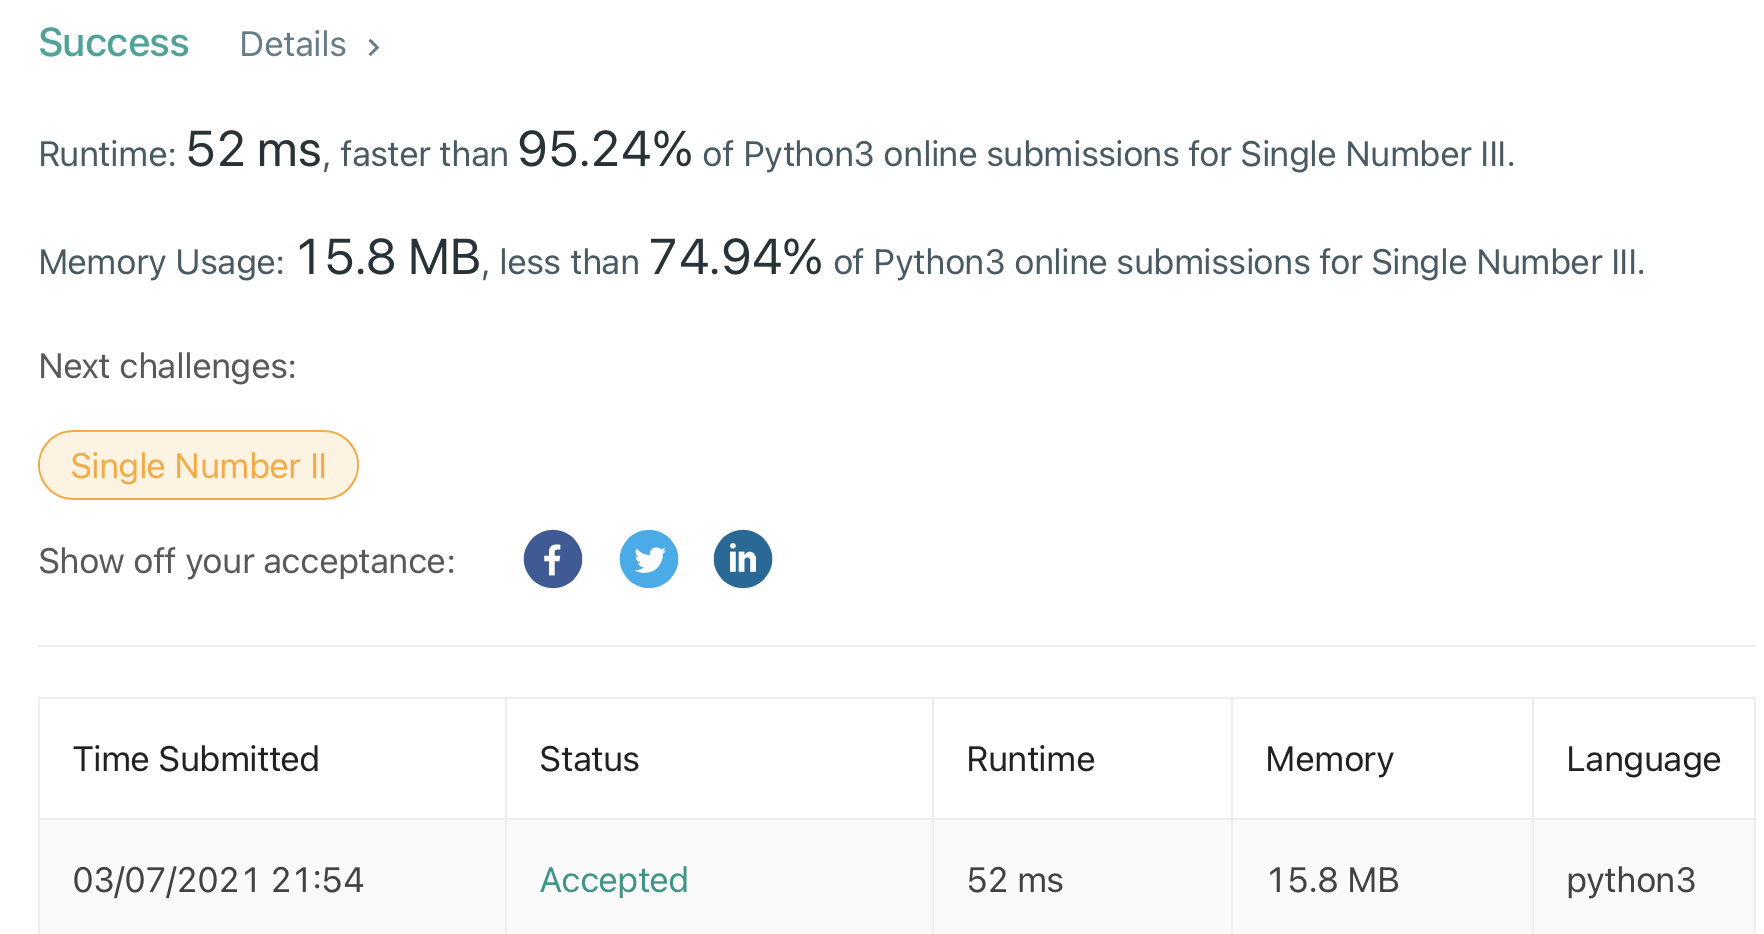 Success Details >
Runtime: 52 ms, faster than 95.24% of Python3 online submissions for Single Number III.
Memory Usage: 15.8 MB, less than 74.94% of Python3 online submissions for Single Number III.
Next challenges:
Single Number II
Show off your acceptance: f in
Time Submitted Status Runtime Memory Language
03/07/2021 21:54 Accepted 52 ms 15.8 MB python3